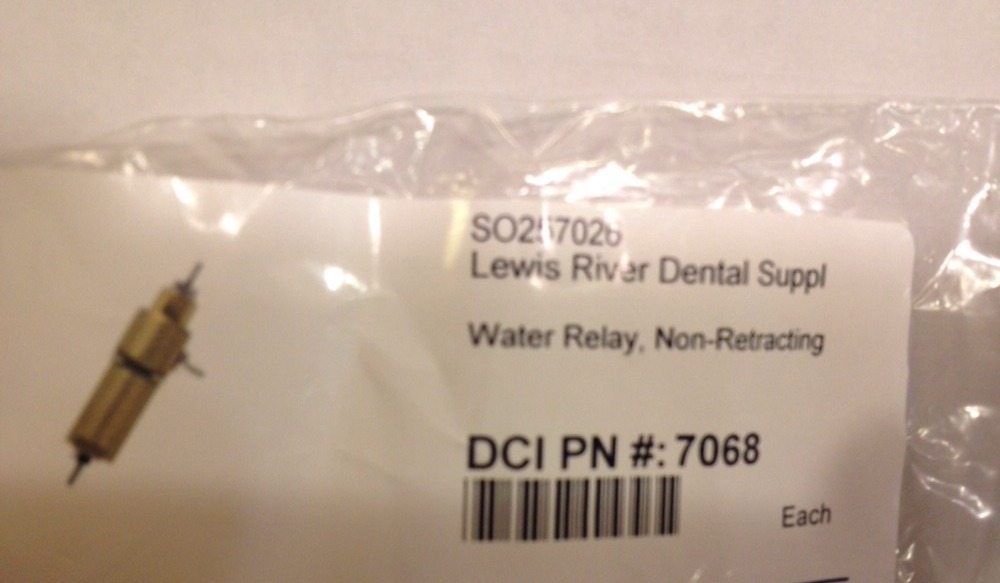 SO257026
Lewis River Dental Suppl
Water Relay, Non-Retracting
DCI PN #: 7068
Each